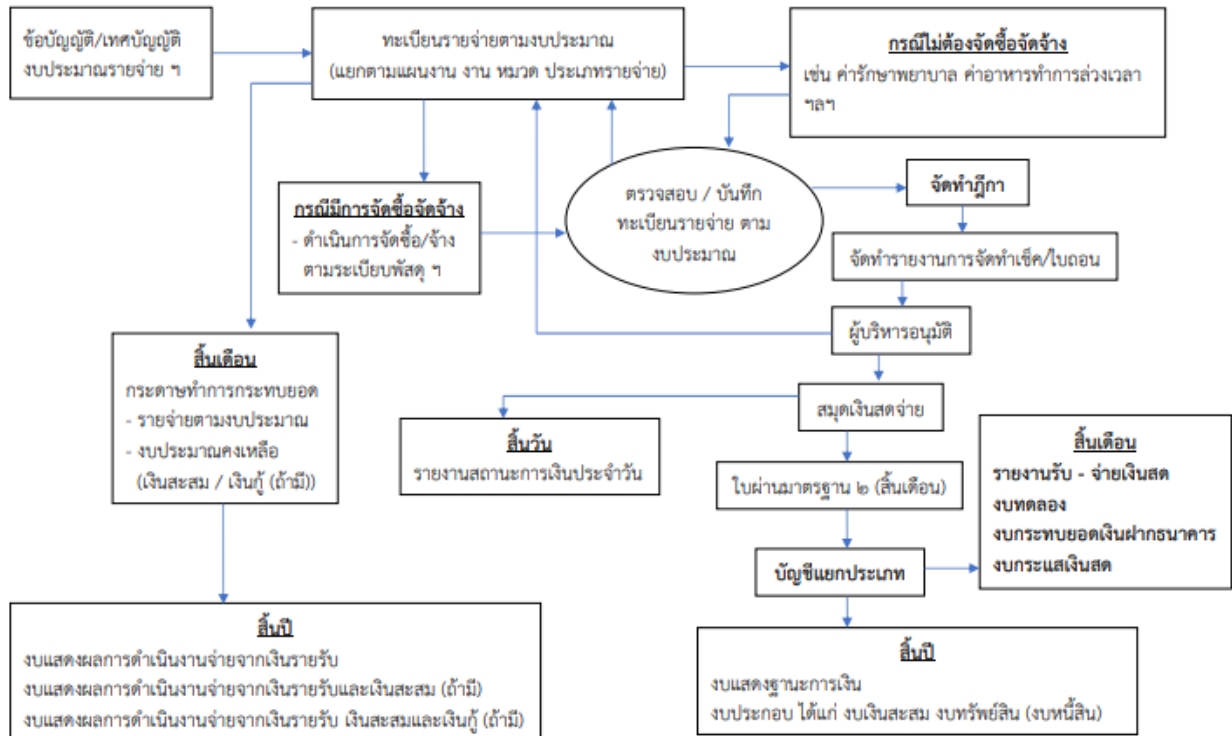 ข้อบัญญัติ/เทศบัญญัติ
งบประมาณรายจ่าย ฯ
ทะเบียนรายจ่ายตามงบประมาณ
(แยกตามแผนงาน งาน หมวด ประเภทรายจ่าย)
กรณีไม่ต้องจัดซื้อจัดจ้าง
เช่น ค่ารักษาพยาบาล ค่าอาหารทำการล่วงเวลา
ฯลฯ
กรณีมีการจัดซื้อจัดจ้าง
- ดำเนินการจัดซื้อ/จ้าง
ตามระเบียบพัสดุ ฯ
ตรวจสอบ / บันทึก
ทะเบียนรายจ่าย ตาม
งบประมาณ
จัดทำฎีกา
จัดทำรายงานการจัดทำเช็ค/ใบถอน
ผู้บริหารอนุมัติ
สิ้นเดือน
กระดาษทำการกระทบยอด
- รายจ่ายตามงบประมาณ
- งบประมาณคงเหลือ
(เงินสะสม / เงินกู้ (ถ้ามี))
สมุดเงินสดจ่าย
สิ้นวัน
รายงานสถานะการเงินประจำวัน
ใบผ่านมาตรฐาน ๒ (สิ้นเดือน)
สิ้นเดือน
รายงานรับ - จ่ายเงินสด
งบทดลอง
งบกระทบยอดเงินฝากธนาคาร
งบกระแสเงินสด
บัญชีแยกประเภท
สิ้นปี
งบแสดงผลการดำเนินงานจ่ายจากเงินรายรับ
งบแสดงผลการดำเนินงานจ่ายจากเงินรายรับและเงินสะสม (ถ้ามี)
งบแสดงผลการดำเนินงานจ่ายจากเงินรายรับ เงินสะสมและเงินกู้ (ถ้ามี)
สิ้นปี
งบแสดงฐานะการเงิน
งบประกอบ ได้แก่ งบเงินสะสม งบทรัพย์สิน (งบหนี้สิน)